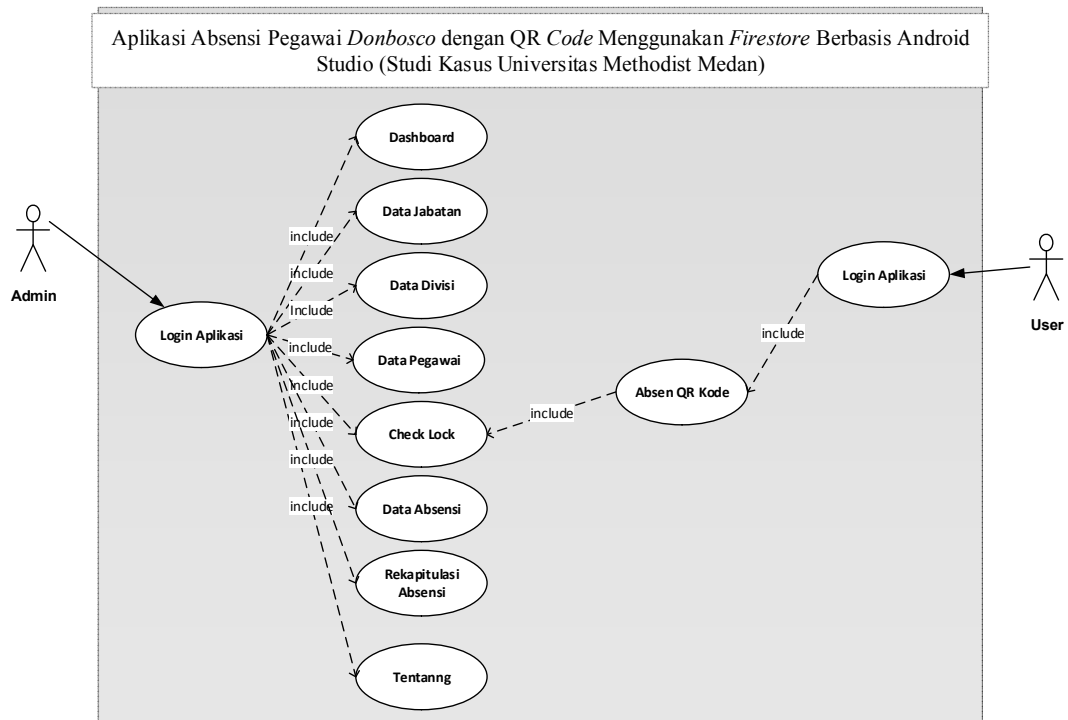 Aplikasi Absensi Pegawai Donbosco dengan QR Code Menggunakan Firestore Berbasis Android
Studio (Studi Kasus Universitas Methodist Medan)
Dashboard
Data Jabatan
include
include
Data Divisi
Include
Admin
Login Aplikasi
include
Data Pegawai
include
Check Lock
include
include
Data Absensi
include
Rekapitulasi
Absensi
Tentanng
Login Aplikasi
User
include
Absen QR Kode
include